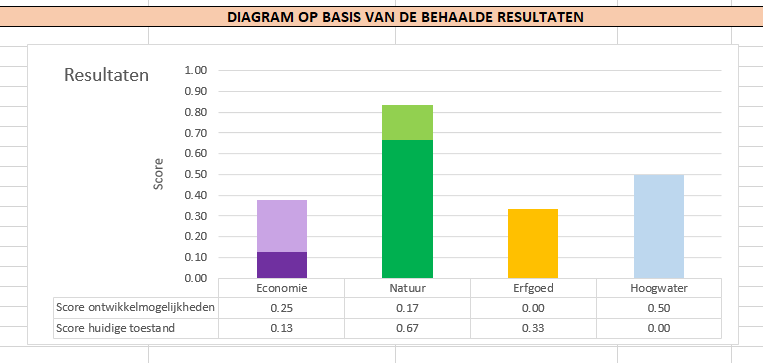 DIAGRAM OP BASIS VAN DE BEHAALDE RESULTATEN
Resultaten
Score
1.00
0.90
0.80
0.70
0.60
0.50
0.40
0.30
0.20
0.10
0.00
Economie Natuur Erfgoed Hoogwater
Score ontwikkelmogelijkheden 0.25 0.17 0.00 0.50
Score huidige toestand 0.13 0.67 0.33 0.00